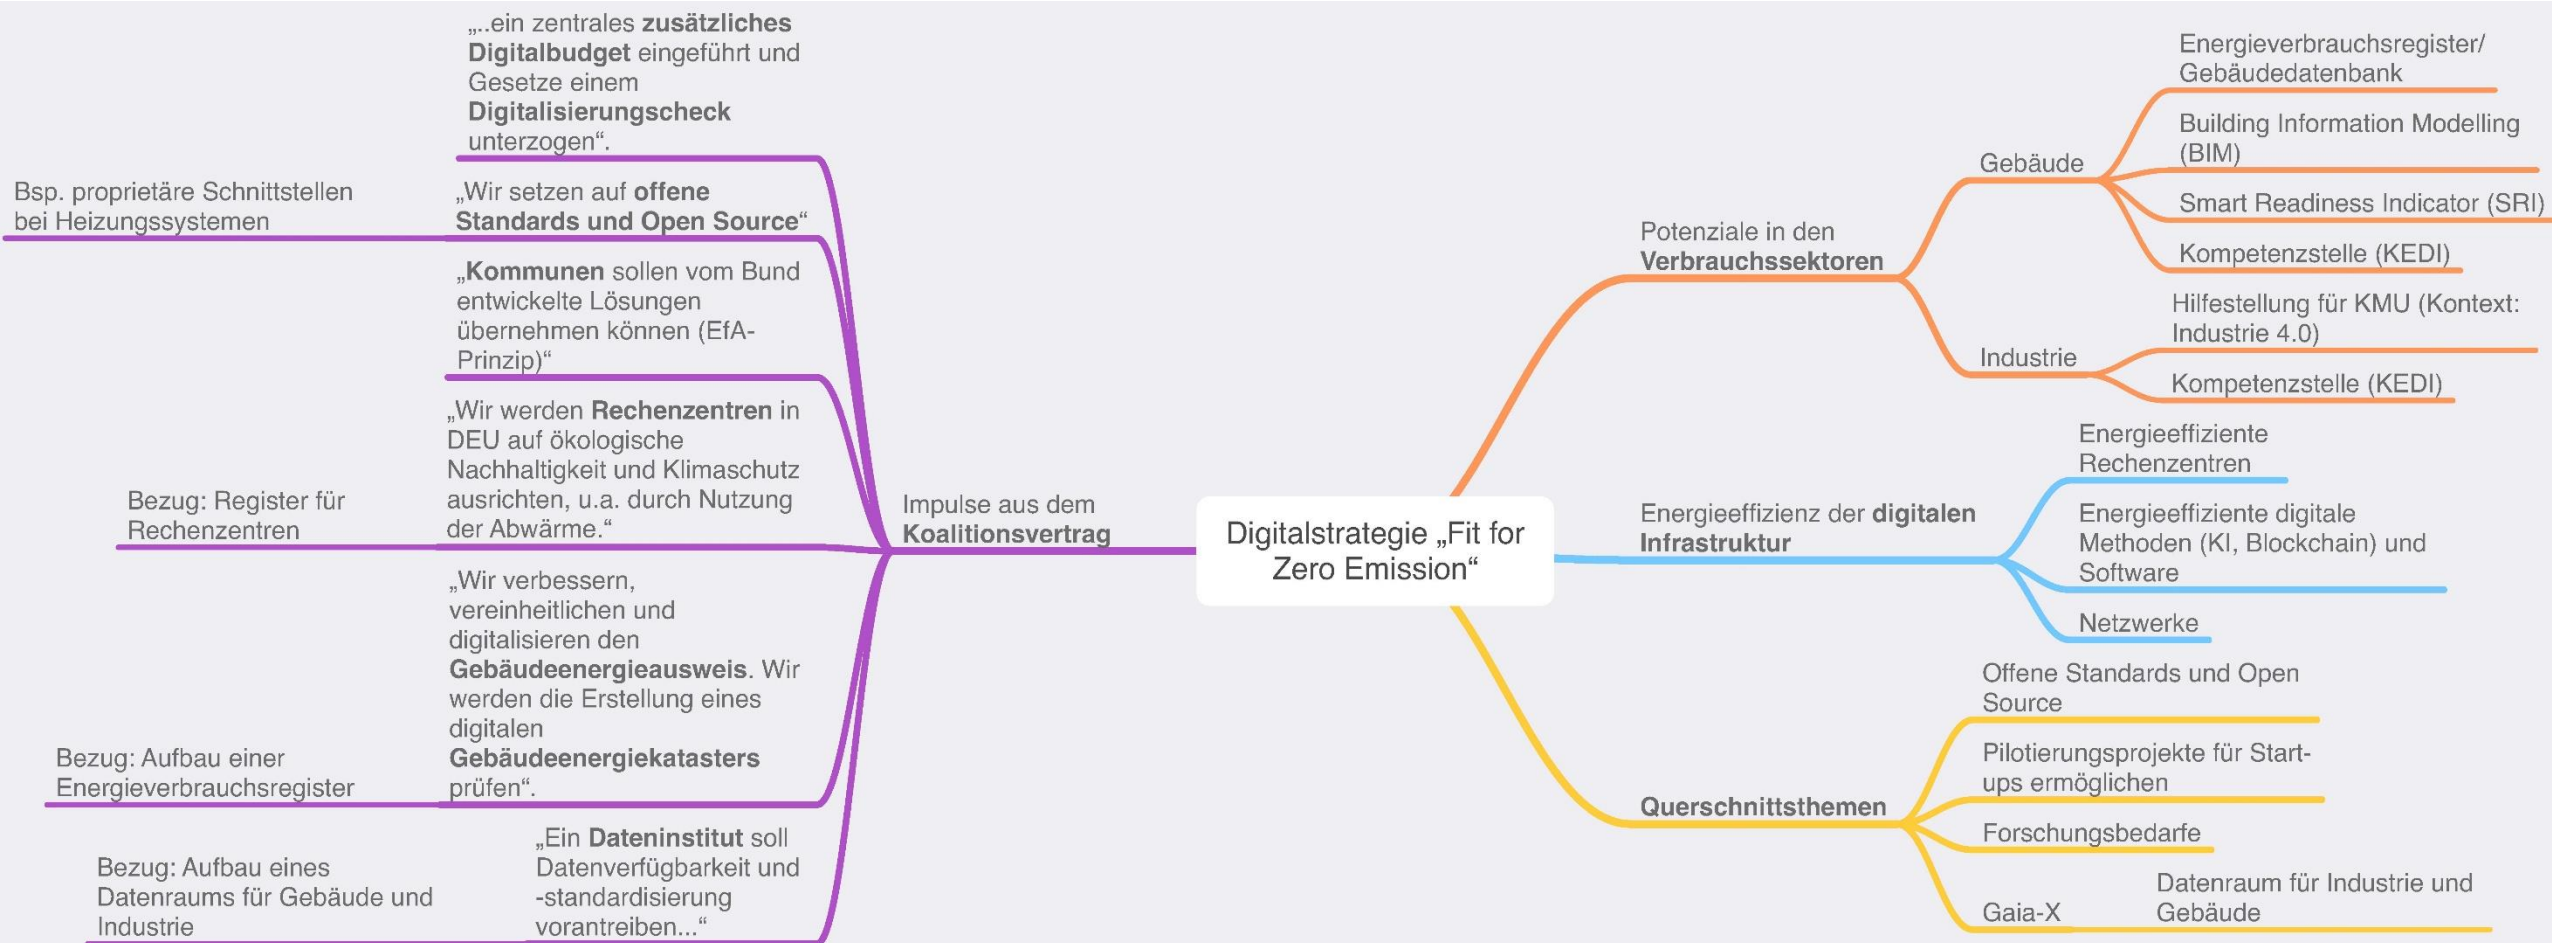 „..ein zentrales zusätzliches
Digitalbudget eingeführt und
Gesetze einem
Digitalisierungscheck
unterzogen“.
Bsp. proprietäre Schnittstellen
bei Heizungssystemen
„Wir setzen auf offene
Standards und Open Source“
„Kommunen sollen vom Bund
entwickelte Lösungen
übernehmen können (EfA-
Prinzip)“
Bezug: Register für
Rechenzentren
„Wir werden Rechenzentren in
DEU auf ökologische
Nachhaltigkeit und Klimaschutz
ausrichten, u.a. durch Nutzung
der Abwärme.“
Bezug: Aufbau einer
Energieverbrauchsregister
„Wir verbessern,
vereinheitlichen und
digitalisieren den
Gebäudeenergieausweis. Wir
werden die Erstellung eines
digitalen
Gebäudeenergiekatasters
prüfen“.
Bezug: Aufbau eines
Datenraums für Gebäude und
Industrie
„Ein Dateninstitut soll
Datenverfügbarkeit und
-standardisierung
vorantreiben...“
Impulse aus dem
Koalitionsvertrag
Digitalstrategie „Fit for
Zero Emission“
Potenziale in den
Verbrauchssektoren
Gebäude
Energieverbrauchsregister/
Gebäudedatenbank
Building Information Modelling
(BIM)
Smart Readiness Indicator (SRI)
Kompetenzstelle (KEDI)
Industrie
Hilfestellung für KMU (Kontext:
Industrie 4.0)
Kompetenzstelle (KEDI)
Energieeffizienz der digitalen
Infrastruktur
Energieeffiziente
Rechenzentren
Energieeffiziente digitale
Methoden (KI, Blockchain) und
Software
Netzwerke
Querschnittsthemen
Offene Standards und Open
Source
Pilotierungsprojekte für Start-
ups ermöglichen
Forschungsbedarfe
Gaia-X
Datenraum für Industrie und
Gebäude